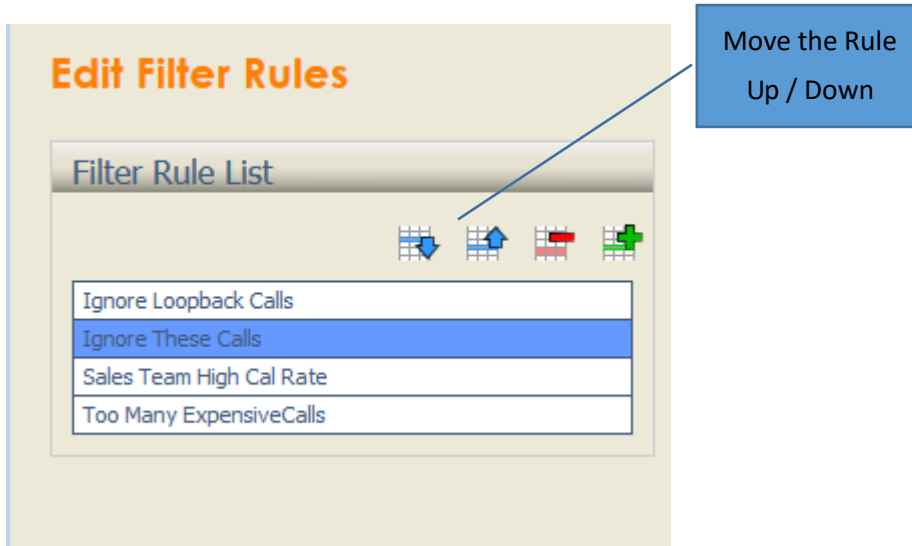 Move the Rule
Up / Down
Edit Filter Rules
Filter Rule List
Ignore Loopback Calls
Ignore These Calls
Sales Team High Cal Rate
Too Many ExpensiveCalls